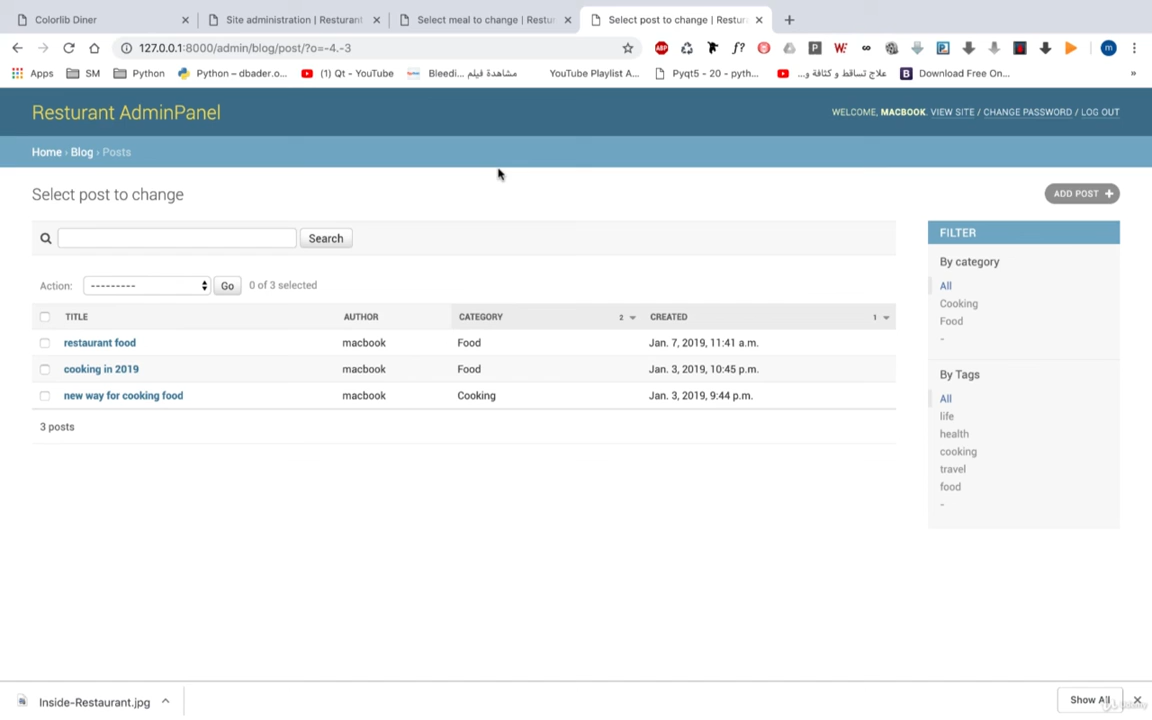 Colorlib Diner
Site administration | Resturant
Select meal to change | Restu
Select post to change | Restur
127.0.0.1:8000/admin/blog/post/?o=-4.-3
Apps SM Python Python – dbader.o... (1) Qt - YouTube Bleedi... مشاهدة فيلم YouTube Playlist A... Pyqt5 - 20 - pyth... علاج تساقط و كثافة و... Download Free On... »
Resturant AdminPanel
WELCOME, MACBOOK. VIEW SITE / CHANGE PASSWORD / LOG OUT
Home › Blog › Posts
Select post to change
ADD POST +
Search
Action: --------- Go 0 of 3 selected
TITLE AUTHOR CATEGORY 2 CREATED 1
restaurant food macbook Food Jan. 7, 2019, 11:41 a.m.
cooking in 2019 macbook Food Jan. 3, 2019, 10:45 p.m.
new way for cooking food macbook Cooking Jan. 3, 2019, 9:44 p.m.
3 posts
FILTER
By category
All
Cooking
Food
-
By Tags
All
life
health
cooking
travel
food
-
Inside-Restaurant.jpg
Show All